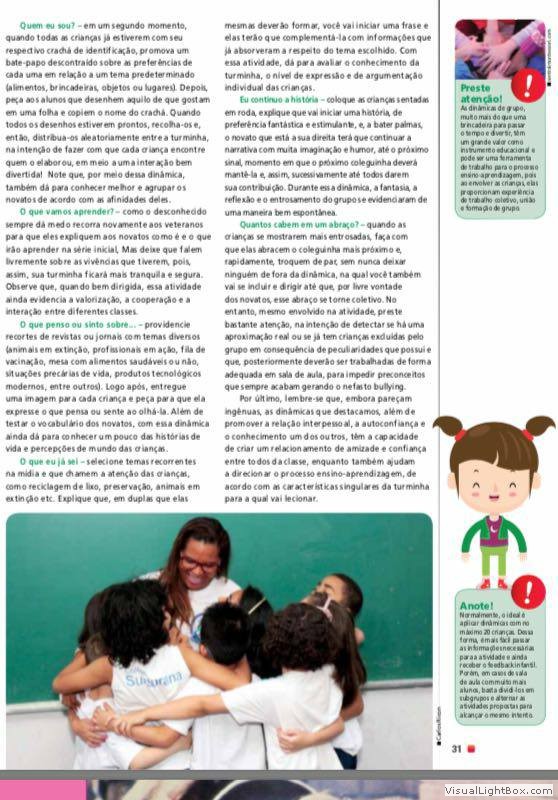 Quem eu sou? – em um segundo momento,
quando todas as crianças já estiverem com seu
respectivo crachá de identificação, promova um
bate-papo descontraído sobre as preferências de
cada uma em relação a um tema predeterminado
(alimentos, brincadeiras, objetos ou lugares). Depois,
peça aos alunos que desenhem aquilo de que gostam
em uma folha e copiem o nome do crachá. Quando
todos os desenhos estiverem prontos, recolha-os e,
então, distribua-os aleatoriamente entre a turminha,
na intenção de fazer com que cada criança encontre
quem o elaborou, em meio a uma interação bem
divertida! Note que, por meio dessa dinâmica,
também dá para conhecer melhor e agrupar os
novatos de acordo com as afinidades deles.
O que vamos aprender? – como o desconhecido
sempre dá medo recorra novamente aos veteranos
para que eles expliquem aos novatos como é e o que
irão aprender na série inicial, Mas deixe que falem
livremente sobre as vivências que tiverem, pois,
assim, sua turminha ficará mais tranquila e segura.
Observe que, quando bem dirigida, essa atividade
ainda evidencia a valorização, a cooperação e a
interação entre diferentes classes.
O que penso ou sinto sobre... – providencie
recortes de revistas ou jornais com temas diversos
(animais em extinção, profissionais em ação, fila de
vacinação, mesa com alimentos saudáveis ou não,
situações precárias de vida, produtos tecnológicos
modernos, entre outros). Logo após, entregue
uma imagem para cada criança e peça para que ela
expresse o que pensa ou sente ao olhá-la. Além de
testar o vocabulário dos novatos, com essa dinâmica
ainda dá para conhecer um pouco das histórias de
vida e percepções de mundo das crianças.
O que eu já sei – selecione temas recorrentes
na mídia e que chamem a atenção das crianças,
como reciclagem de lixo, preservação, animais em
extinção etc. Explique que, em duplas que elas
mesmas deverão formar, você vai iniciar uma frase e
elas terão que complementá-la com informações que
já absorveram a respeito do tema escolhido. Com
essa atividade, dá para avaliar o conhecimento da
turminha, o nível de expressão e de argumentação
individual das crianças.
Eu continuo a história – coloque as crianças sentadas
em roda, explique que vai iniciar uma história, de
preferência fantástica e estimulante, e, a bater palmas,
o novato que está a sua direita terá que continuar a
narrativa com muita imaginação e humor, até o próximo
sinal, momento em que o próximo coleguinha deverá
mantê-la e, assim, sucessivamente até todos darem
sua contribuição. Durante essa dinâmica, a fantasia, a
reflexão e o entrosamento do grupo se evidenciaram de
uma maneira bem espontânea.
Quantos cabem em um abraço? – quando as
crianças se mostrarem mais entrosadas, faça com
que elas abracem o coleguinha mais próximo e,
rapidamente, troquem de par, sem nunca deixar
ninguém de fora da dinâmica, na qual você também
vai se incluir e dirigir até que, por livre vontade
dos novatos, esse abraço se torne coletivo. No
entanto, mesmo envolvido na atividade, preste
bastante atenção, na intenção de detectar se há uma
aproximação real ou se já tem crianças excluídas pelo
grupo em consequência de peculiaridades que possui e
que, posteriormente deverão ser trabalhadas de forma
adequada em sala de aula, para impedir preconceitos
que sempre acabam gerando o nefasto bullying.
Por último, lembre-se que, embora pareçam
ingênuas, as dinâmicas que destacamos, além de
promover a relação interpessoal, a autoconfiança e
o conhecimento um dos outros, têm a capacidade
de criar um relacionamento de amizade e confiança
entre todos da classe, enquanto também ajudam
a direcionar o processo ensino-aprendizagem, de
acordo com as características singulares da turminha
para a qual vai lecionar.
Preste
atenção!
As dinâmicas de grupo,
muito mais do que uma
brincadeira para passar
o tempo e divertir, têm
um grande valor como
instrumento educacional e
pode ser uma ferramenta
de trabalho para o processo
ensino-aprendizagem, pois
ao envolver as crianças, elas
proporcionam experiência
de trabalho coletivo, união
e formação de grupo.
!
Anote!
Normalmente, o ideal é
aplicar dinâmicas com no
máximo 20 crianças. Dessa
forma, é mais fácil passar
as informações necessárias
para a atividade e ainda
receber o feedback infantil.
Porém, em casos de sala
de aula com muito mais
alunos, basta dividi-los em
subgrupos e alternar as
atividades propostas para
alcançar o mesmo intento.
!
31
VisualLightBox.com